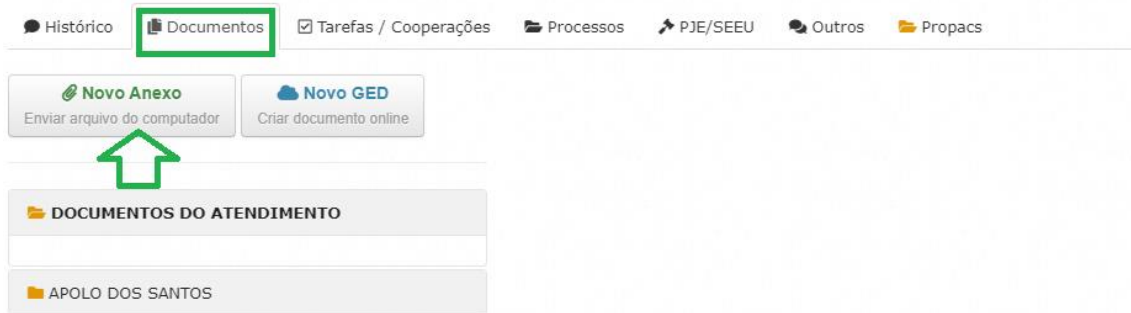 Histórico Documentos Tarefas / Cooperações Processos PJE/SEEU Outros Propacs
Novo Anexo Novo GED
Enviar arquivo do computador Criar documento online
DOCUMENTOS DO ATENDIMENTO
APOLO DOS SANTOS